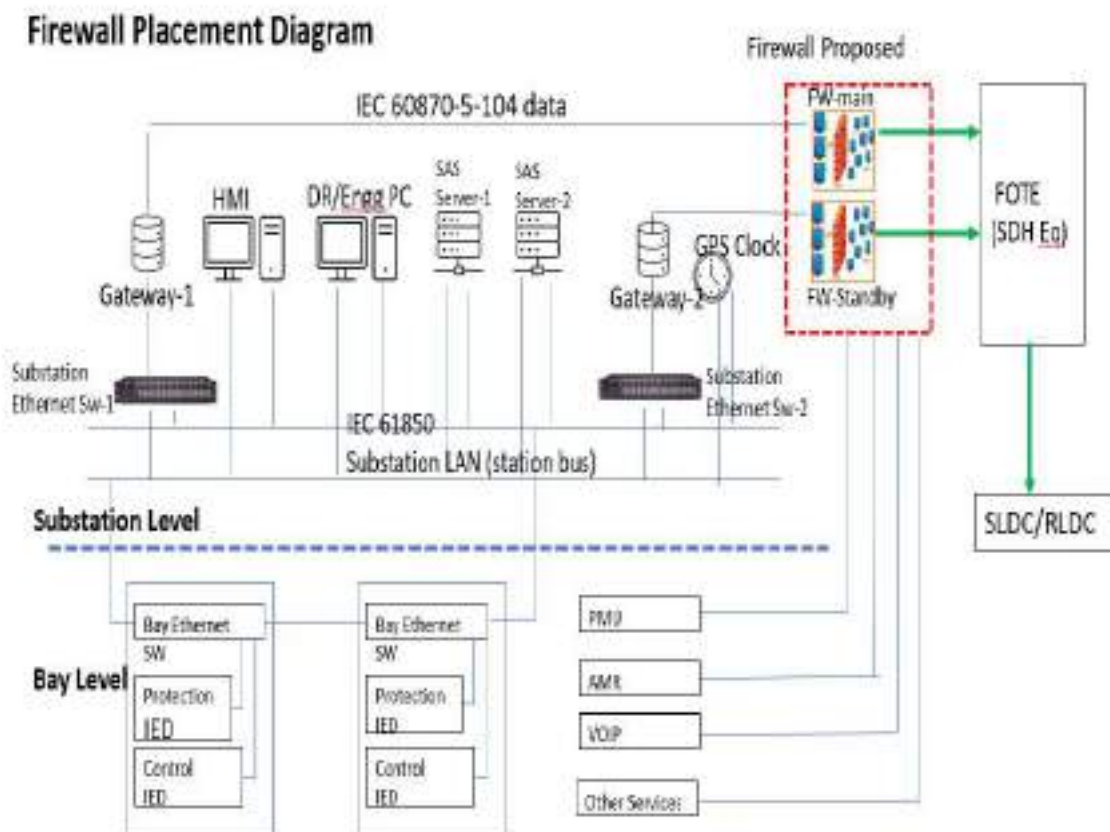 Firewall Placement Diagram
Firewall Proposed
IEC 60870-5-104 data
FW-main
FOTE
(SDH Eq)
HMI
DR/Engg PC
SAS
Server-1
SAS
Server-2
GPS Clock
Gateway-1
Gateway-2
FW-Standby
Substation
Ethernet Sw-1
Substation
Ethernet Sw-2
IEC 61850
Substation LAN (station bus)
Substation Level
SLDC/RLDC
Bay Ethernet
SW
Bay Ethernet
SW
PMU
Bay Level
Protection
IED
Protection
IED
AMR
VOIP
Control
IED
Control
IED
Other Services